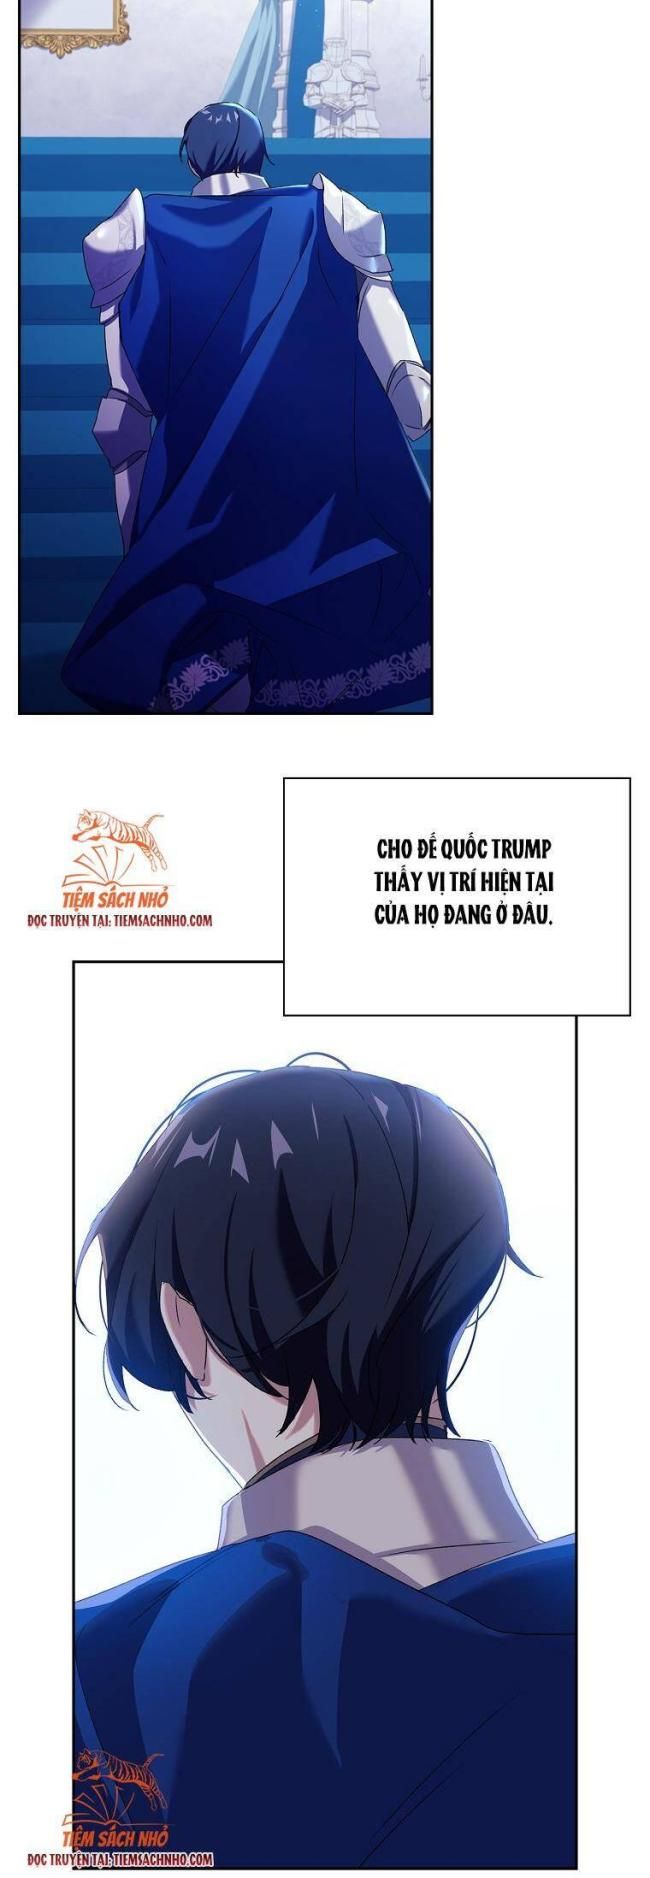 TIỆM SÁCH NHỎ
ĐỌC TRUYỆN TẠI: TIEMSACHNHO.COM
CHO ĐẾ QUỐC TRUMP
THẤY VỊ TRÍ HIỆN TẠI
CỦA HỌ ĐANG Ở ĐÂU.
TIỆM SÁCH NHỎ
ĐỌC TRUYỆN TẠI: TIEMSACHNHO.COM